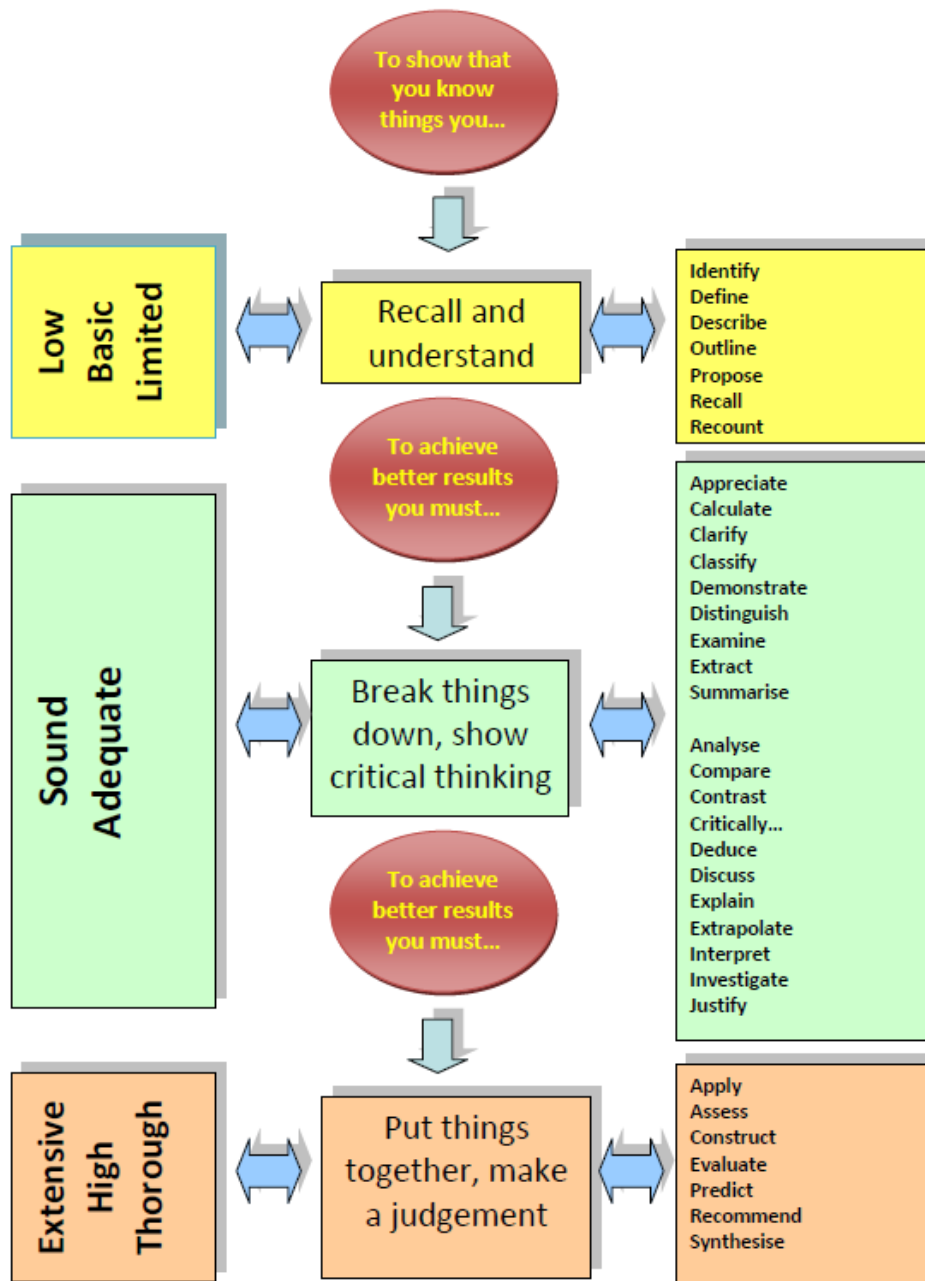 To show that
you know
things you...
Low
Basic
Limited
Recall and
understand
Identify
Define
Describe
Outline
Propose
Recall
Recount
To achieve
better results
you must...
Sound
Adequate
Break things
down, show
critical thinking
Appreciate
Calculate
Clarify
Classify
Demonstrate
Distinguish
Examine
Extract
Summarise
Analyse
Compare
Contrast
Critically...
Deduce
Discuss
Explain
Extrapolate
Interpret
Investigate
Justify
To achieve
better results
you must...
Extensive
High
Thorough
Put things
together, make
a judgement
Apply
Assess
Construct
Evaluate
Predict
Recommend
Synthesise